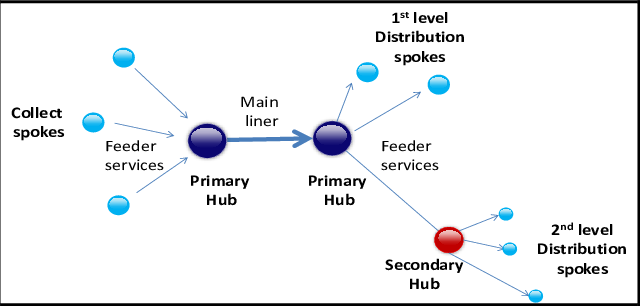 1st level
Distribution
spokes
Collect
spokes
Main
liner
Feeder
services
Feeder
services
Primary
Hub
Primary
Hub
2nd level
Distribution
spokes
Secondary
Hub